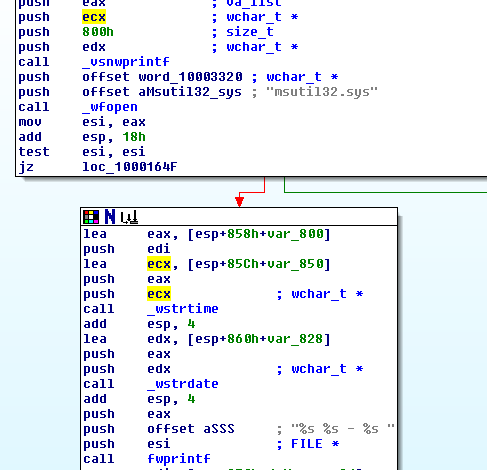 push eax ; va_list
push ecx ; wchar_t *
push 800h ; size_t
push edx ; wchar_t *
call _vsnwprintf
push offset word_10003320 ; wchar_t *
push offset aMsutil32_sys ; "msutil32.sys"
call _wfopen
mov esi, eax
add esp, 18h
test esi, esi
jz loc_1000164F
N
lea eax, [esp+858h+var_800]
push edi
lea ecx, [esp+85Ch+var_850]
push eax
push ecx ; wchar_t *
call _wstrtime
add esp, 4
lea edx, [esp+860h+var_828]
push eax
push edx ; wchar_t *
call _wstrdate
add esp, 4
push eax
push offset aSSS ; "%s %s - %s "
push esi ; FILE *
call fwprintf